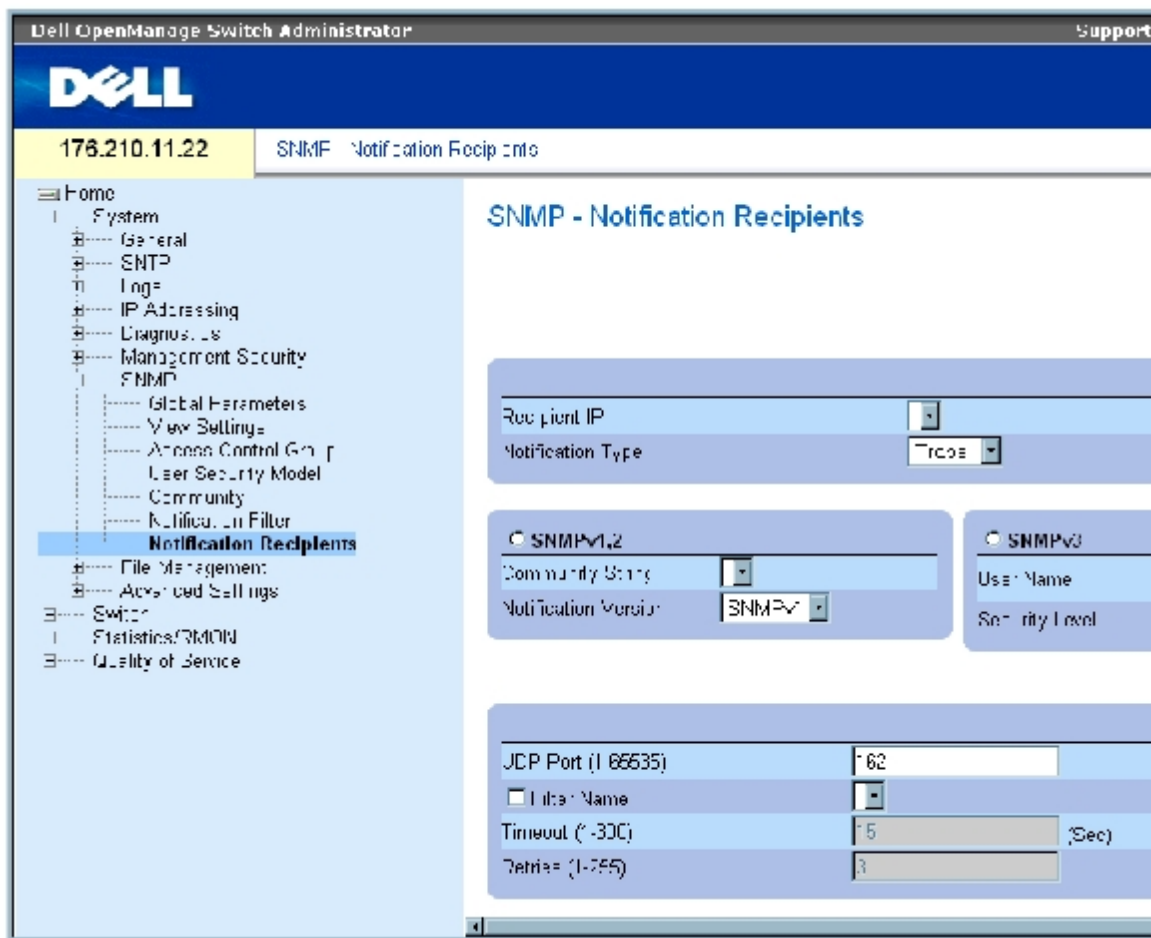 Dell OpenManage Switch Administrator
Support
DELL
176.210.11.22
SNMP Notification Recipients
Home
System
General
SNTP
Logs
IP Addressing
Diagnostics
Management Security
SNMP
Global Parameters
View Settings
Access Control Group
User Security Model
Community
Notification Filter
Notification Recipients
File Management
Advanced Settings
Switch
Statistics/RMON
Quality of Service
SNMP - Notification Recipients
Recipient IP
Notification Type
Traps
SNMPv1,2
Community String
Notification Version
SNMPv1
SNMPv3
User Name
Security Level
UDP Port (1-65535)
162
Filter Name
Timeout (1-300)
15
(Sec)
Retries (1-255)
3